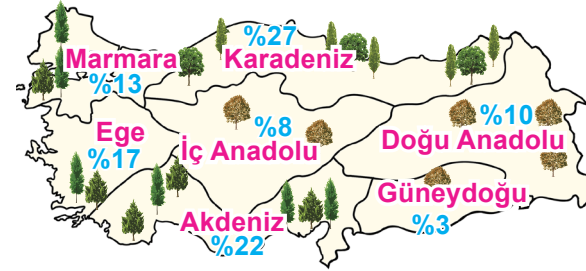 %27
Marmara
Karadeniz
%13
Ege
%17
%8
İç Anadolu
%10
Doğu Anadolu
Güneydoğu
%3
Akdeniz
%22